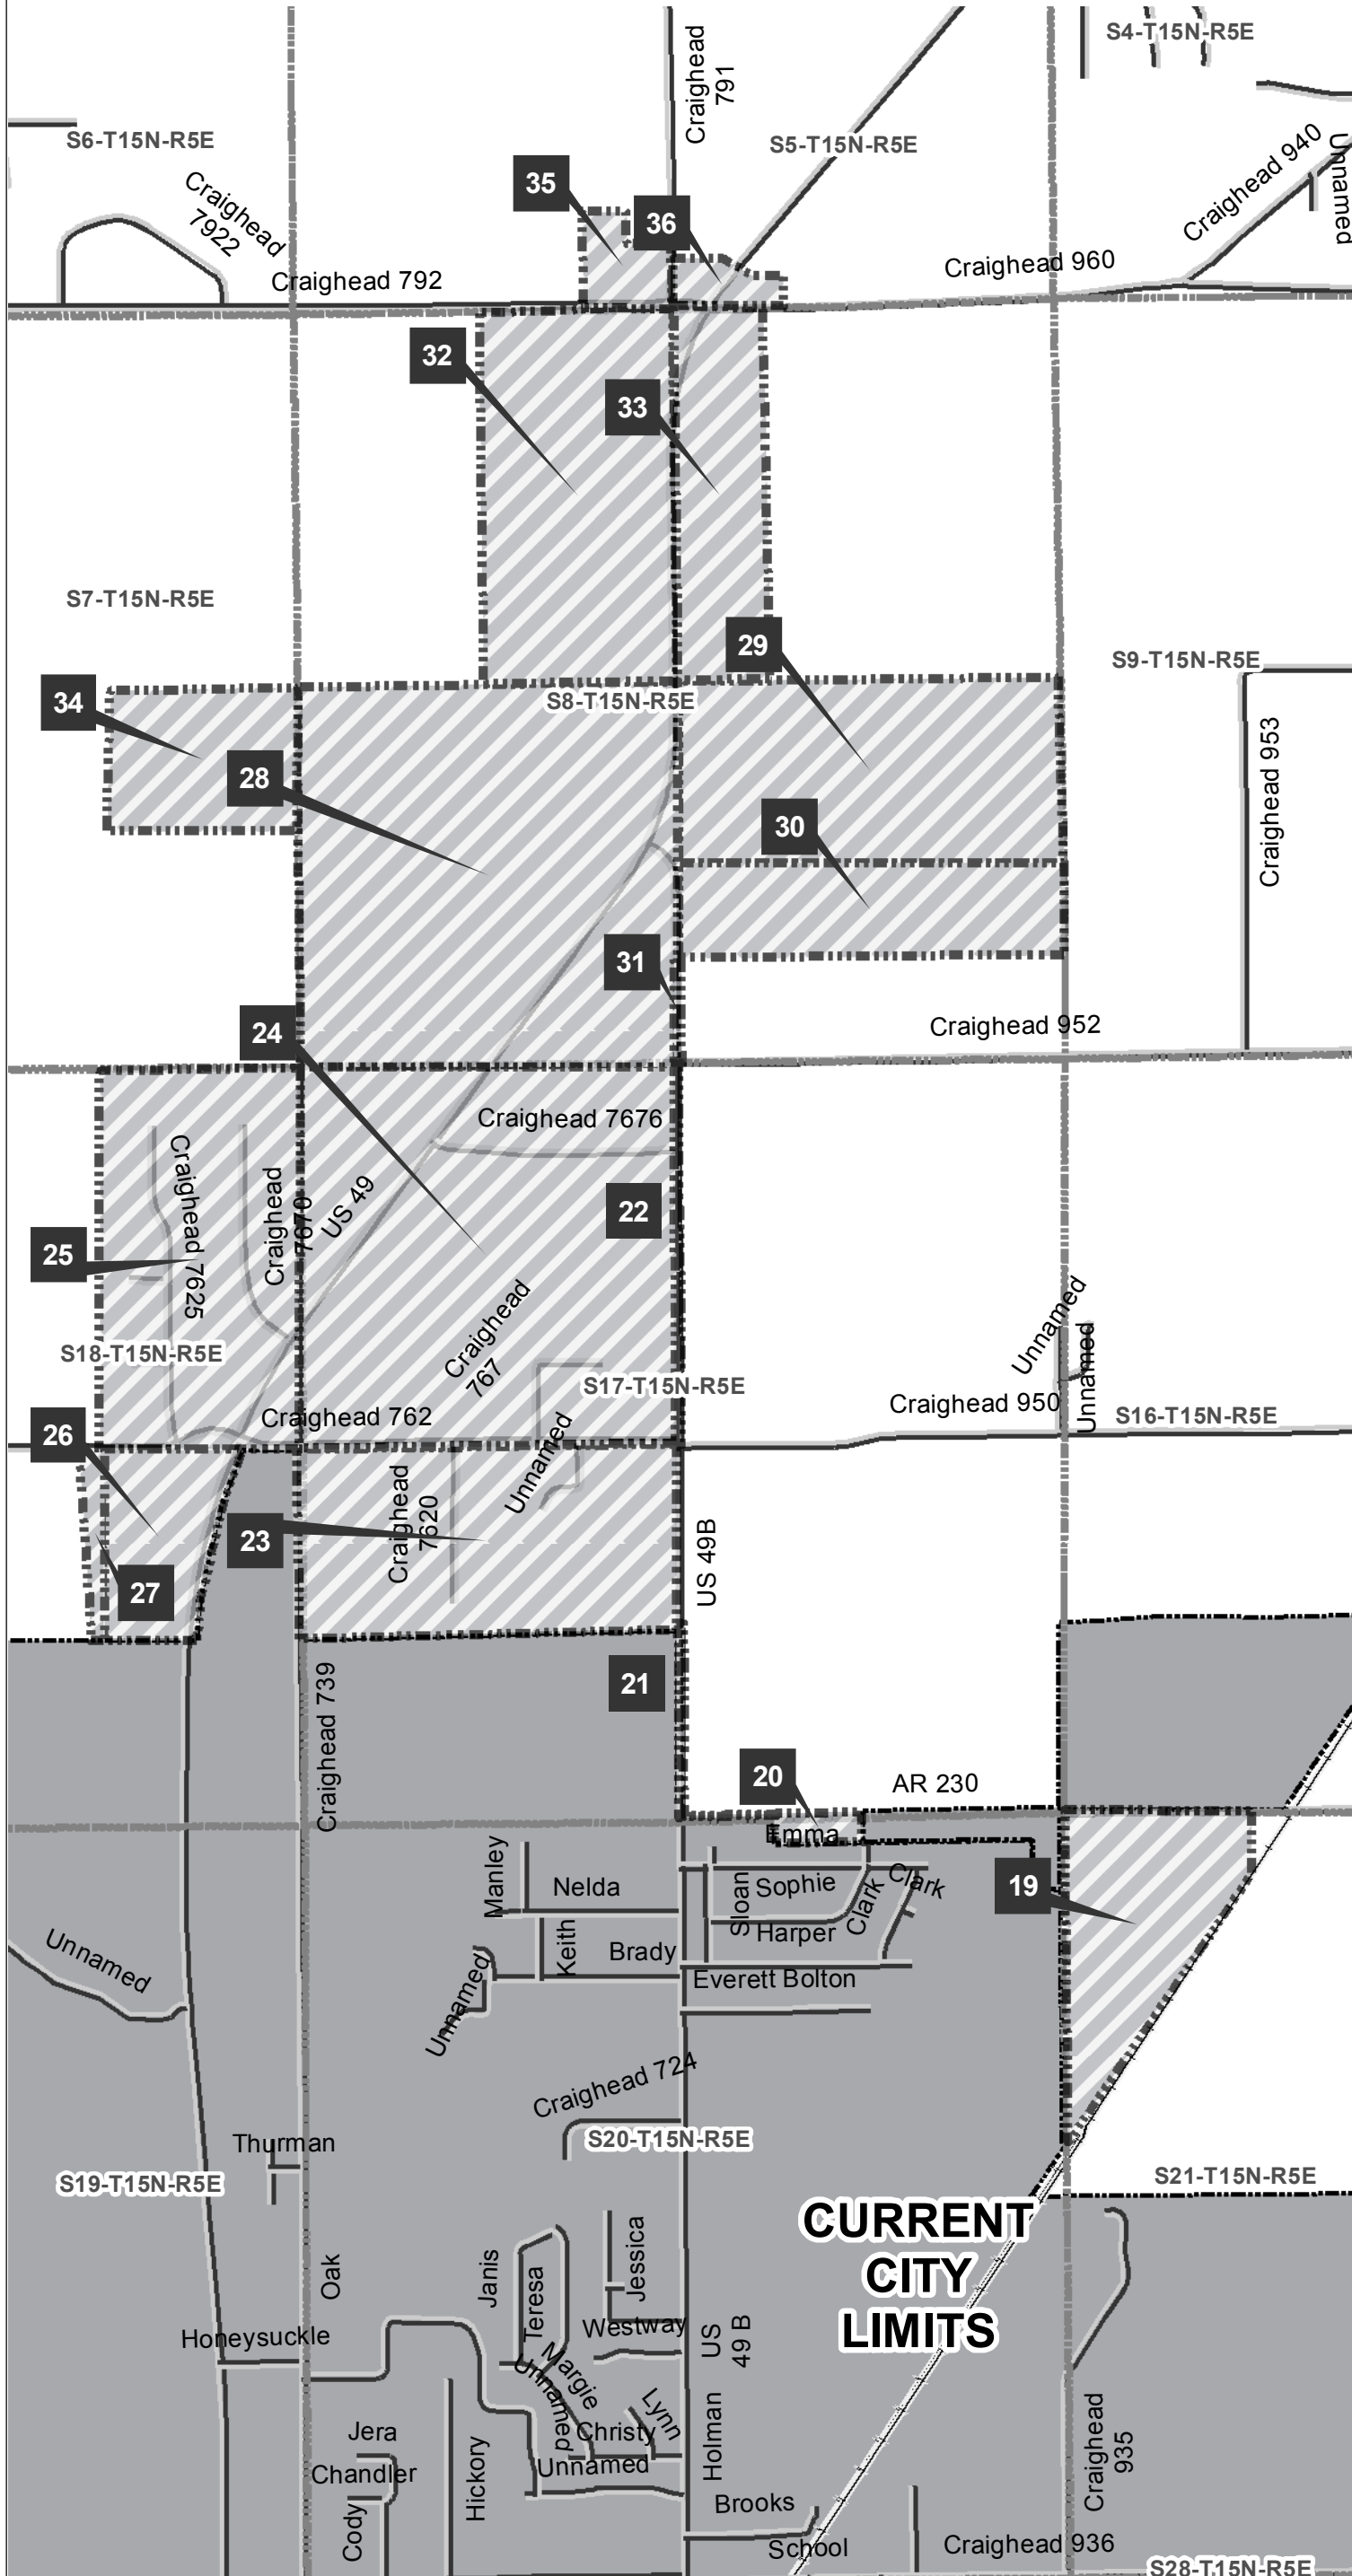 S4-T15N-R5E
Craighead
791
S6-T15N-R5E
S5-T15N-R5E
Craighead 940
Unnamed
35
Craighead
7922
36
Craighead 792
Craighead 960
32
33
S7-T15N-R5E
29
S9-T15N-R5E
34
S8-T15N-R5E
28
Craighead 953
30
31
24
Craighead 952
Craighead 7676
Craighead 7625
Craighead
7670
US 49
22
25
Craighead
767
Unnamed
Unnamed
S18-T15N-R5E
S17-T15N-R5E
Craighead 762
Craighead 950
S16-T15N-R5E
26
Unnamed
Craighead
7620
23
US 49B
27
21
Craighead 739
20
AR 230
Emma
Manley
Nelda
Sloan
Sophie
Clark
Clark
19
Harper
Keith
Brady
Everett Bolton
Unnamed
Unnamed
Craighead 724
Thurman
S20-T15N-R5E
S19-T15N-R5E
S21-T15N-R5E
CURRENT
CITY
LIMITS
Oak
Janis
Teresa
Jessica
Westway
US
49 B
Honeysuckle
Margie
Unnamed
Lynn
Jera
Christy
Chandler
Unnamed
Hickory
Holman
Craighead
935
Cody
Brooks
School
Craighead 936
S28-T15N-R5E